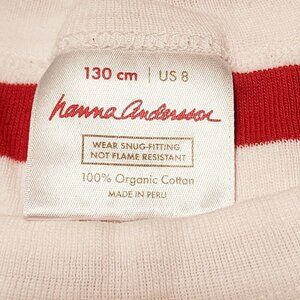 130 cm | US 8
hanna andersson
WEAR SNUG-FITTING
NOT FLAME RESISTANT
100% Organic Cotton
MADE IN PERU